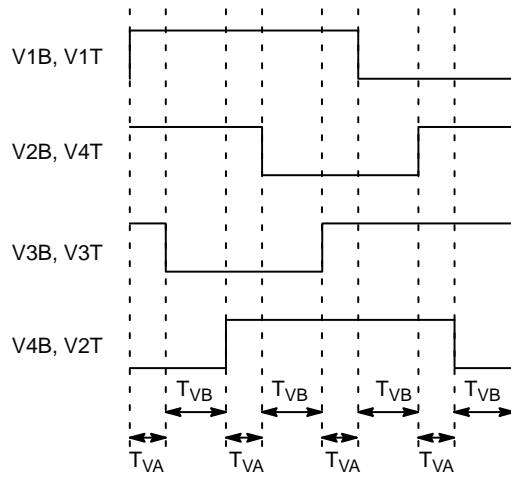 V1B, V1T
V2B, V4T
V3B, V3T
V4B, V2T
TVB TVB TVB TVB
TVA TVA TVA TVA